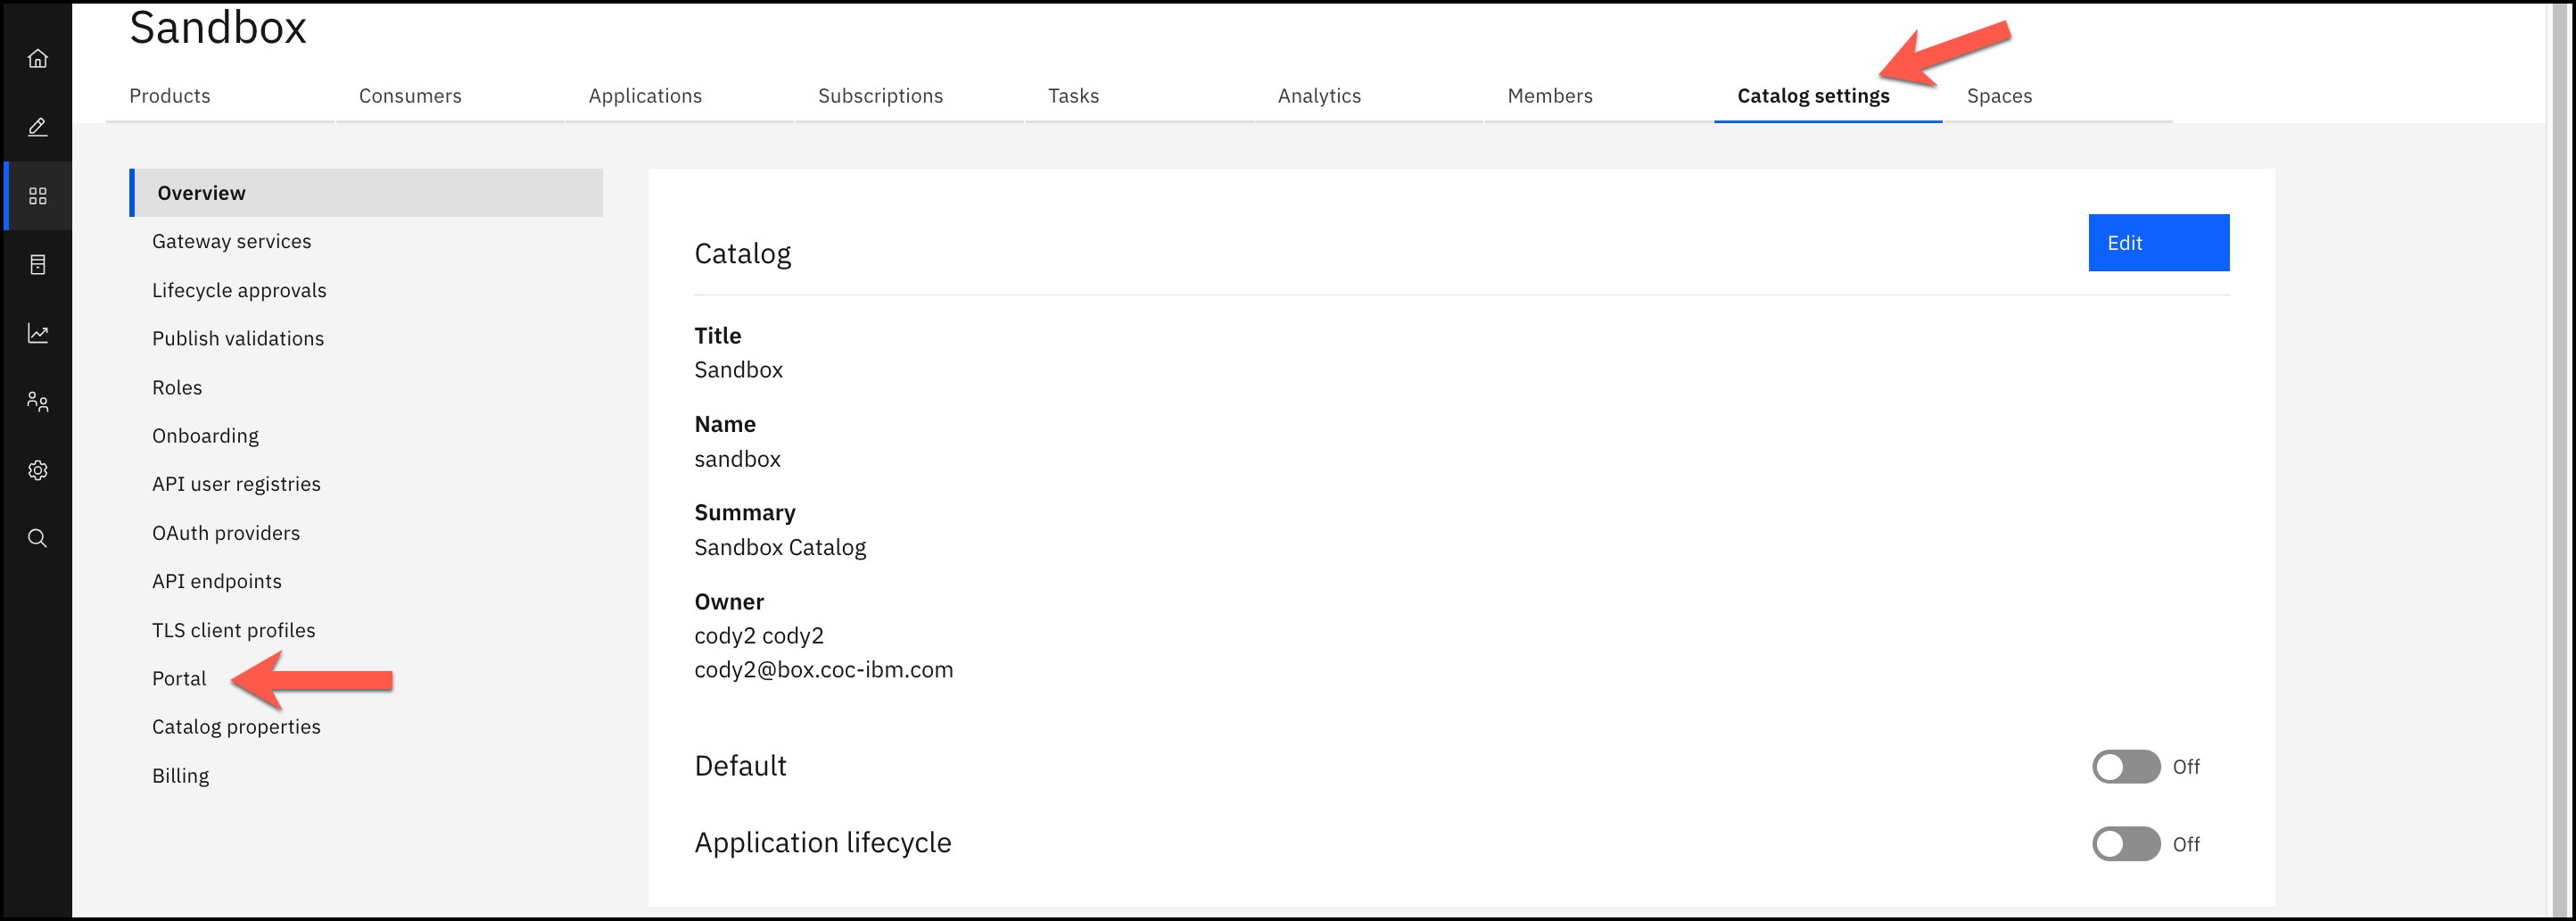 Sandbox
Products
Consumers
Applications
Subscriptions
Tasks
Analytics
Members
Catalog settings
Spaces
Overview
Gateway services
Lifecycle approvals
Publish validations
Roles
Onboarding
API user registries
OAuth providers
API endpoints
TLS client profiles
Portal
Catalog properties
Billing
Catalog
Edit
Title
Sandbox
Name
sandbox
Summary
Sandbox Catalog
Owner
cody2 cody2
cody2@box.coc-ibm.com
Default
Off
Application lifecycle
Off